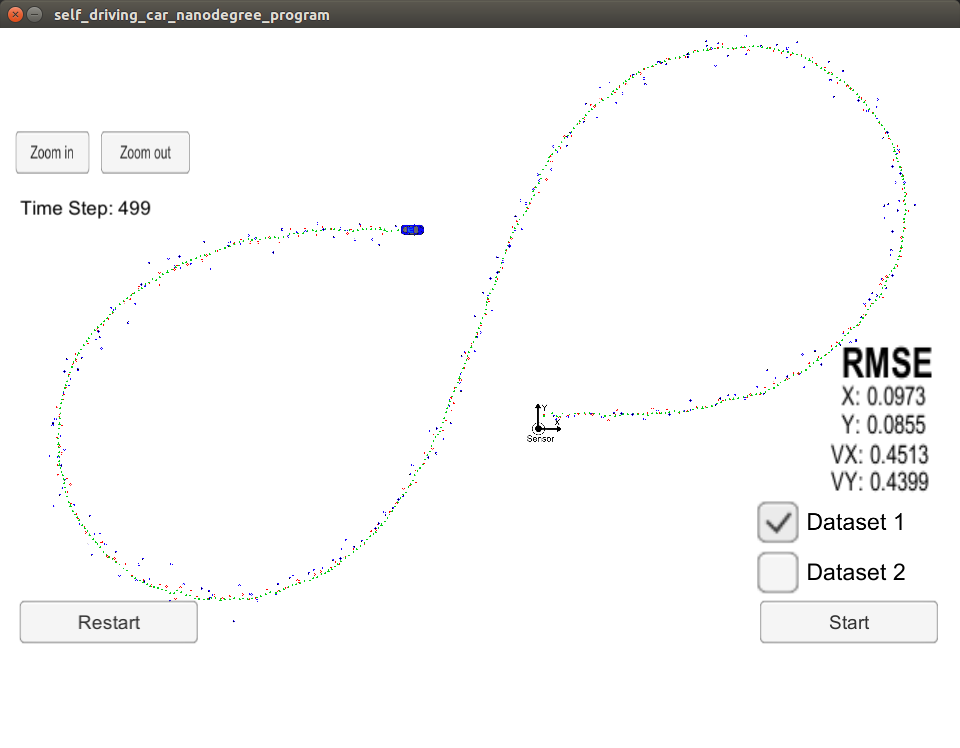 self_driving_car_nanodegree_program
Zoom in
Zoom out
Time Step: 499
RMSE
X: 0.0973
Y: 0.0855
VX: 0.4513
VY: 0.4399
Y
X
Sensor
Dataset 1
Dataset 2
Restart
Start